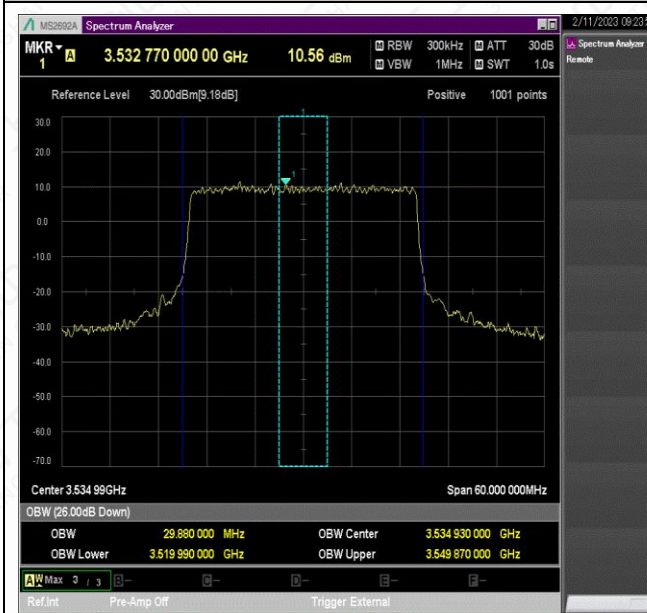 MS2692A Spectrum Analyzer
2/11/2023 09:23:5
MKR 1 A 3.532 770 000 00 GHz 10.56 dBm
RBW 300kHz ATT 30dB
VBW 1MHz SWT 1.0s
Spectrum Analyzer
Remote
Reference Level 30.00dBm[9.18dB] Positive 1001 points
1
30.0
20.0
1
10.0
0.0
-10.0
-20.0
-30.0
-40.0
-50.0
-60.0
-70.0
Center 3.534 99GHz Span 60.000 000MHz
OBW (26.00dB Down)
OBW 29.880 000 MHz OBW Center 3.534 930 000 GHz
OBW Lower 3.519 990 000 GHz OBW Upper 3.549 870 000 GHz
A W Max 3 / 3 B- C- D- E- F-
Ref.Int Pre-Amp Off Trigger External